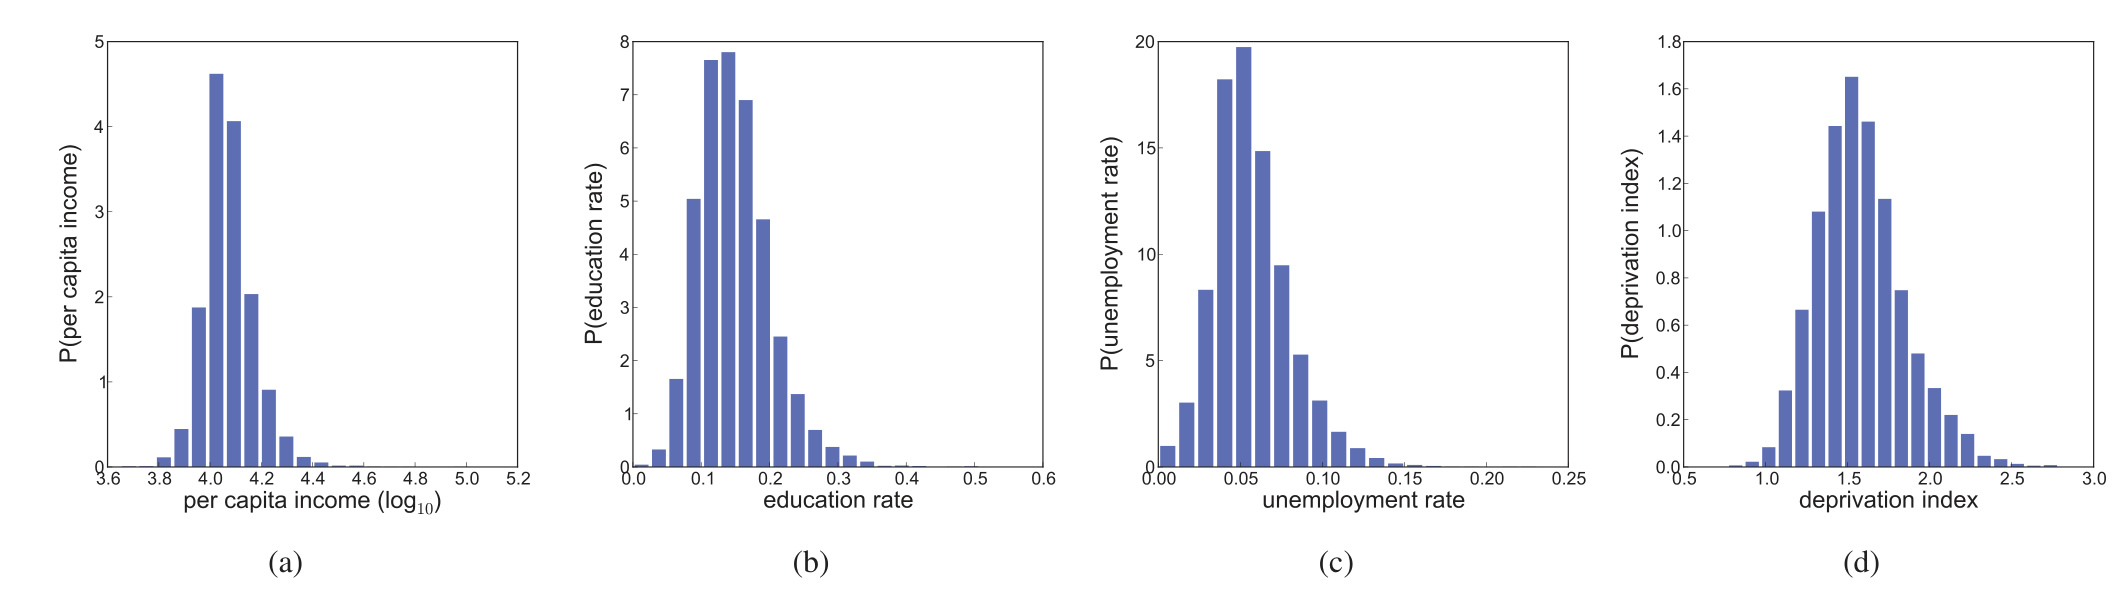 5
4
3
2
1
0
3.6 3.8 4.0 4.2 4.4 4.6 4.8 5.0 5.2
P(per capita income)
per capita income (log10)
(a)
8
7
6
5
4
3
2
1
0
0.0 0.1 0.2 0.3 0.4 0.5 0.6
P(education rate)
education rate
(b)
20
15
10
5
0
0.00 0.05 0.10 0.15 0.20 0.25
P(unemployment rate)
unemployment rate
(c)
1.8
1.6
1.4
1.2
1.0
0.8
0.6
0.4
0.2
0.0
0.5 1.0 1.5 2.0 2.5 3.0
P(deprivation index)
deprivation index
(d)